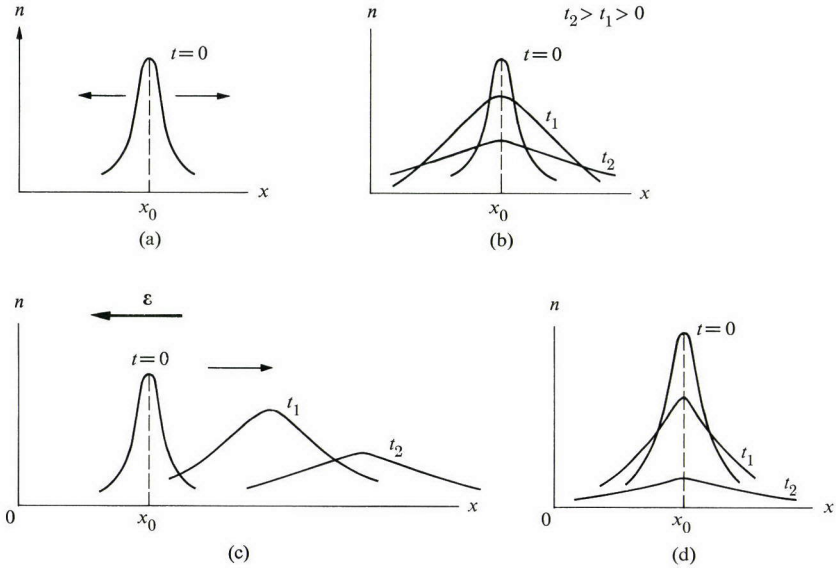 n
t = 0
x
x₀
(a)
n
t₂ > t₁ > 0
t = 0
t₁
t₂
x
x₀
(b)
n
ε
t = 0
t₁
t₂
0
x₀
x
(c)
n
t = 0
t₁
t₂
0
x₀
x
(d)